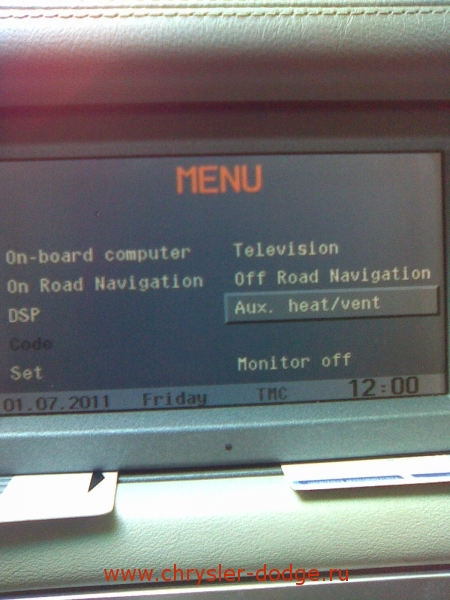 MENU
On-board computer
Television
On Road Navigation
Off Road Navigation
DSP
Aux. heat/vent
Code
Set
Monitor off
01.07.2011 Friday TMC 12:00
www.chrysler-dodge.ru